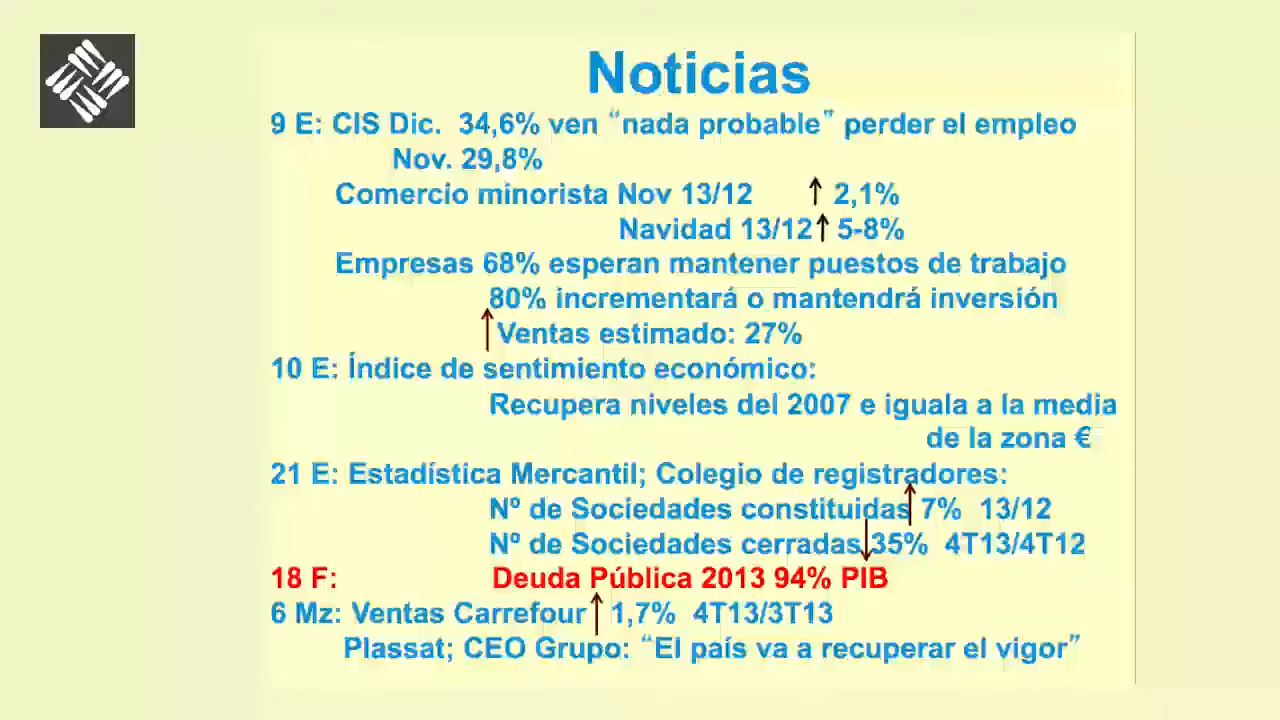 Noticias
9 E: CIS Dic. 34,6% ven “nada probable” perder el empleo
Nov. 29,8%
Comercio minorista Nov 13/12 ↑ 2,1%
Navidad 13/12 ↑ 5-8%
Empresas 68% esperan mantener puestos de trabajo
80% incrementará o mantendrá inversión
↑ Ventas estimado: 27%
10 E: Índice de sentimiento económico:
Recupera niveles del 2007 e iguala a la media
de la zona €
21 E: Estadística Mercantil; Colegio de registradores:
Nº de Sociedades constituidas ↑ 7% 13/12
Nº de Sociedades cerradas ↓ 35% 4T13/4T12
18 F: Deuda Pública 2013 94% PIB
6 Mz: Ventas Carrefour ↑ 1,7% 4T13/3T13
Plassat; CEO Grupo: “El país va a recuperar el vigor”